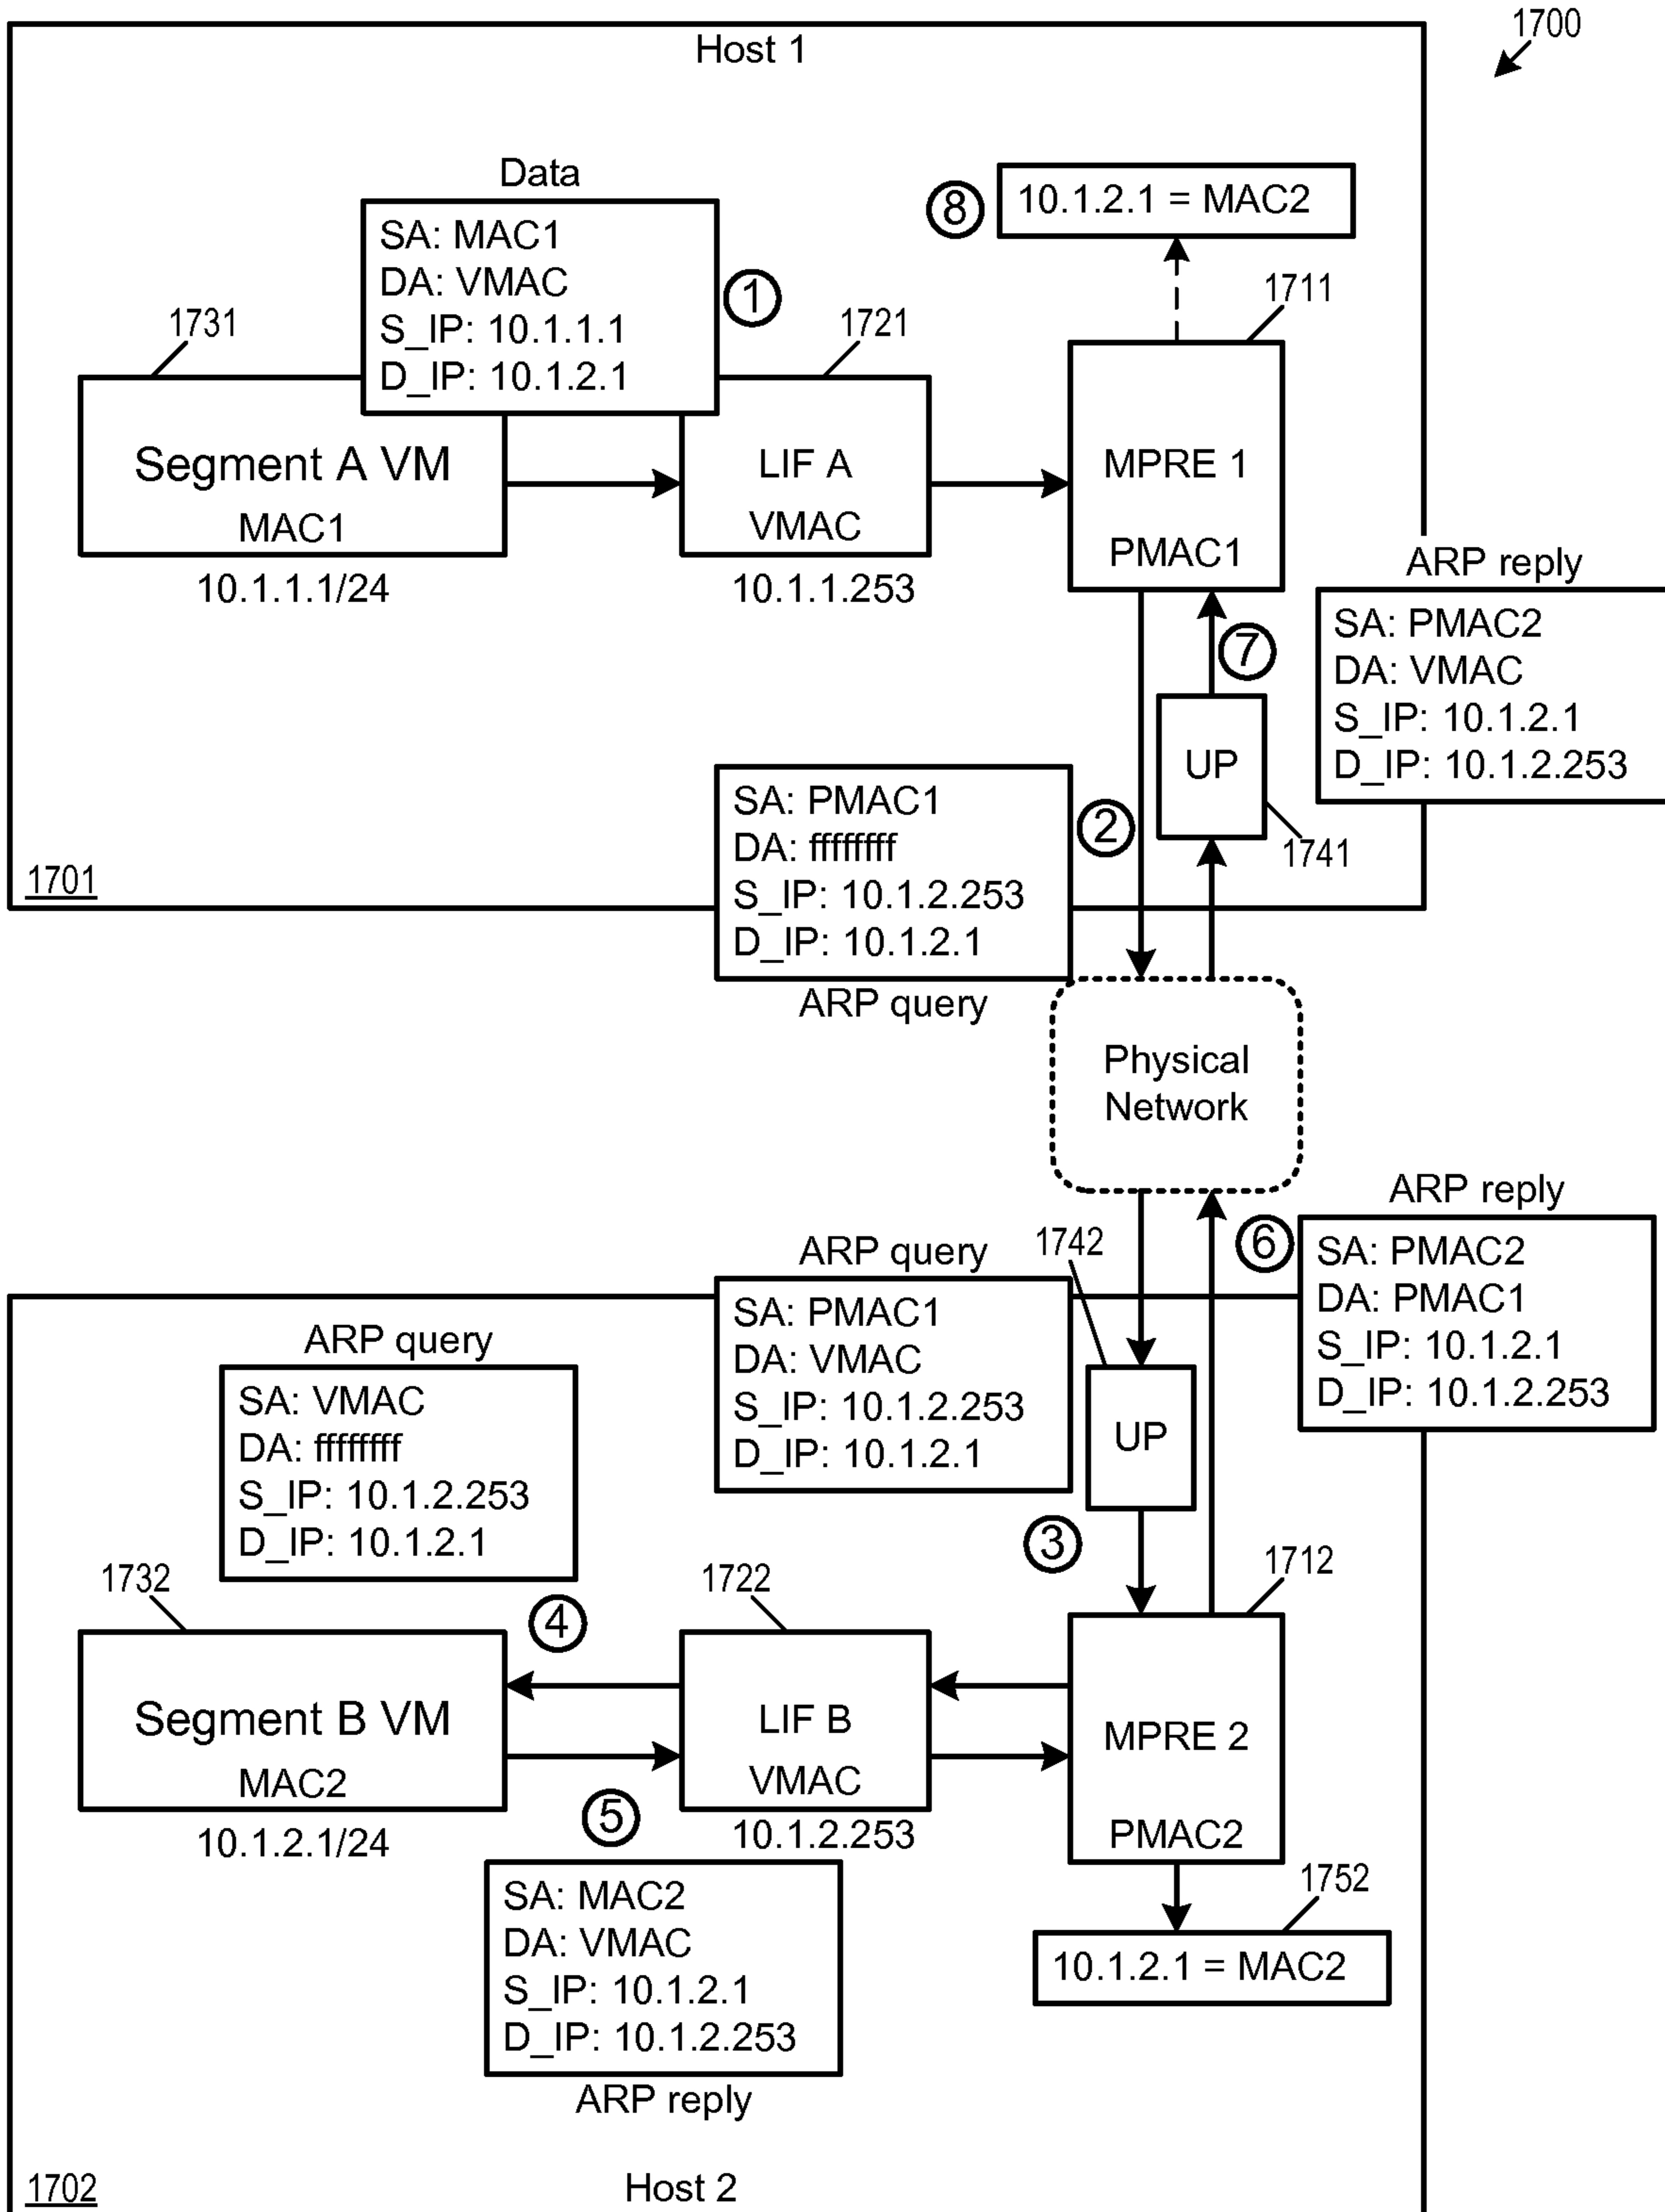 1700
Host 1
Data
SA: MAC1
DA: VMAC
S_IP: 10.1.1.1
D_IP: 10.1.2.1
1
8
10.1.2.1 = MAC2
1731
1721
1711
Segment A VM
MAC1
10.1.1.1/24
LIF A
VMAC
10.1.1.253
MPRE 1
PMAC1
ARP reply
SA: PMAC2
DA: VMAC
S_IP: 10.1.2.1
D_IP: 10.1.2.253
7
UP
1741
2
SA: PMAC1
DA: ffffffff
S_IP: 10.1.2.253
D_IP: 10.1.2.1
ARP query
1701
Physical
Network
ARP reply
6
SA: PMAC2
DA: PMAC1
S_IP: 10.1.2.1
D_IP: 10.1.2.253
1742
ARP query
SA: PMAC1
DA: VMAC
S_IP: 10.1.2.253
D_IP: 10.1.2.1
UP
3
ARP query
SA: VMAC
DA: ffffffff
S_IP: 10.1.2.253
D_IP: 10.1.2.1
1732
4
1722
1712
Segment B VM
MAC2
10.1.2.1/24
LIF B
VMAC
10.1.2.253
MPRE 2
PMAC2
5
SA: MAC2
DA: VMAC
S_IP: 10.1.2.1
D_IP: 10.1.2.253
ARP reply
1752
10.1.2.1 = MAC2
1702
Host 2